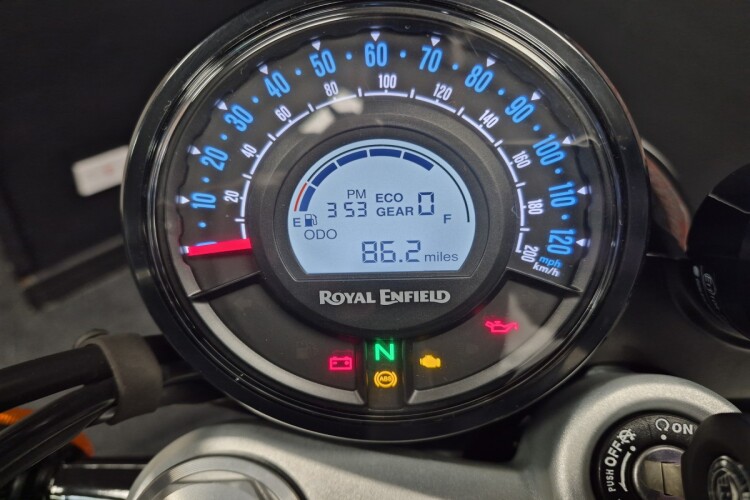 10 20 30 40 50 60 70 80 90 100 110 120
mph
20 40 60 80 100 120 140 160 180 200
km/h
PM ECO
3 53 GEAR 0
E F
ODO
86.2 miles
ROYAL ENFIELD
N
ABS
PUSH OFF ON